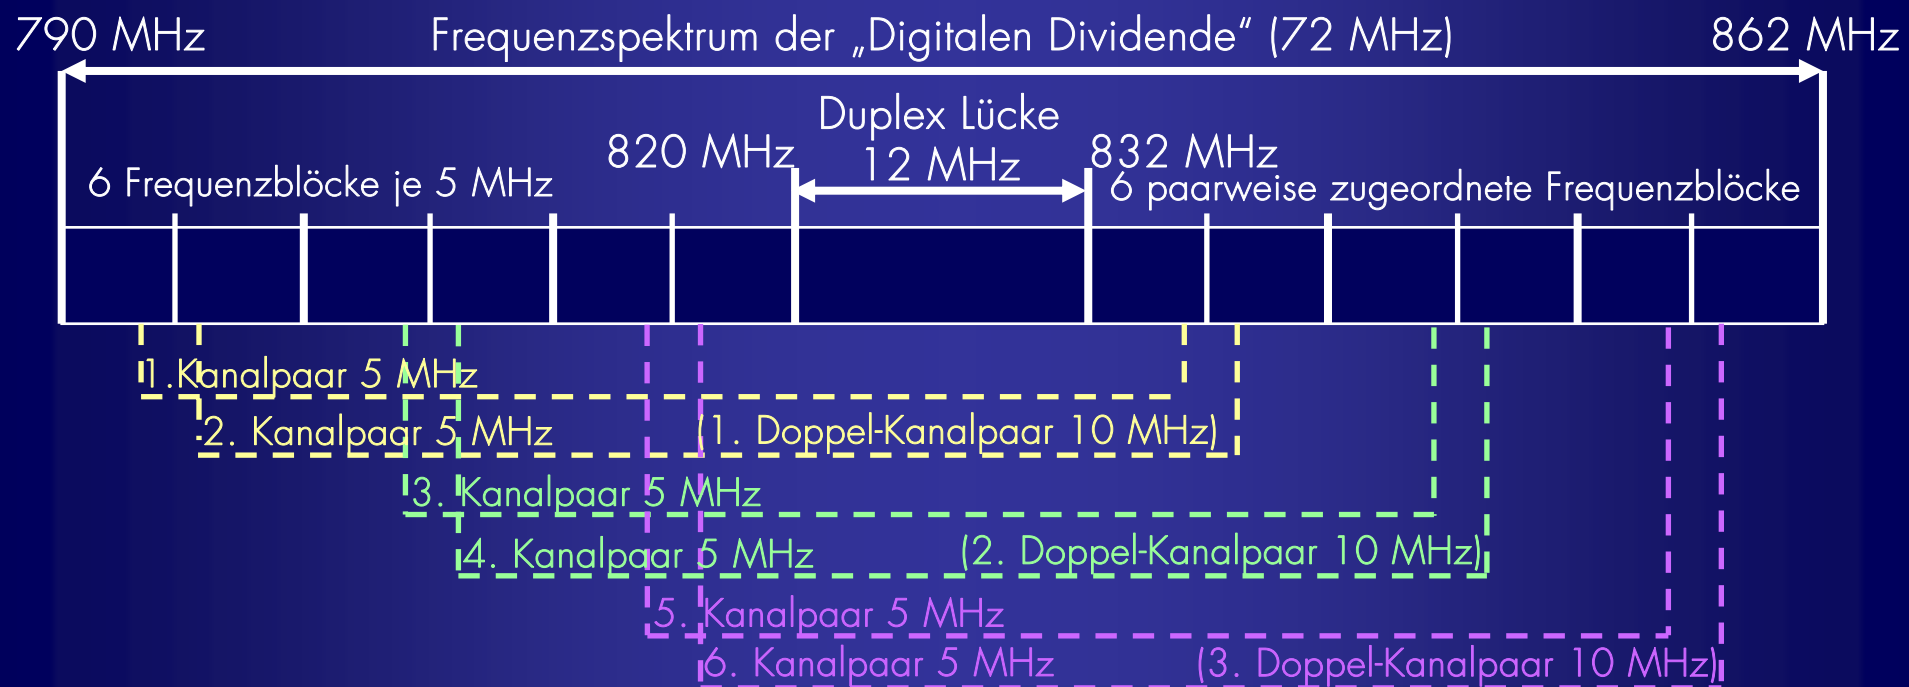 790 MHz Frequenzspektrum der „Digitalen Dividende“ (72 MHz) 862 MHz
Duplex Lücke
820 MHz 12 MHz 832 MHz
6 Frequenzblöcke je 5 MHz 6 paarweise zugeordnete Frequenzblöcke
1.Kanalpaar 5 MHz
2. Kanalpaar 5 MHz (1. Doppel-Kanalpaar 10 MHz)
3. Kanalpaar 5 MHz
4. Kanalpaar 5 MHz (2. Doppel-Kanalpaar 10 MHz)
5. Kanalpaar 5 MHz
6. Kanalpaar 5 MHz (3. Doppel-Kanalpaar 10 MHz)